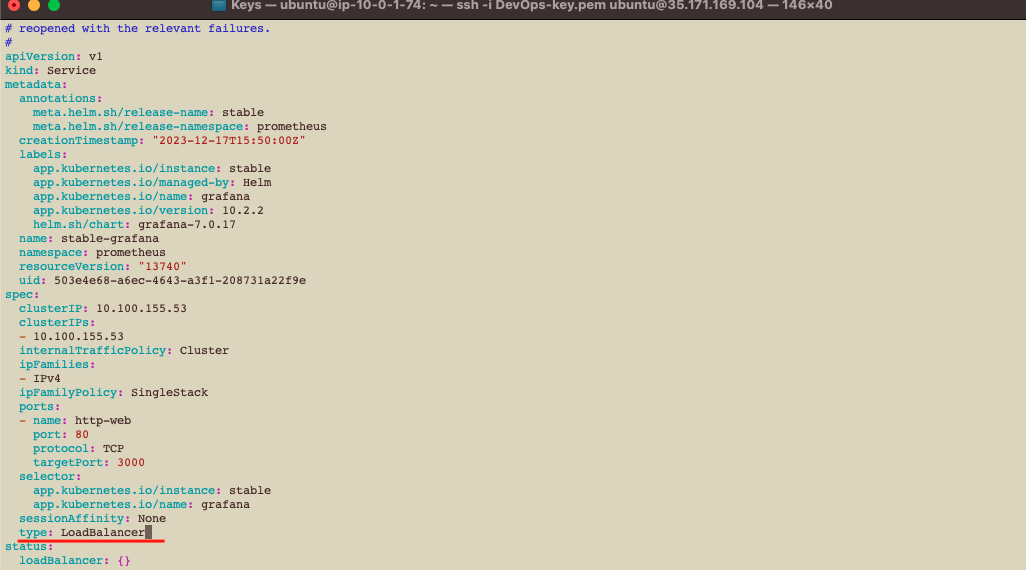 Keys — ubuntu@ip-10-0-1-74: ~ — ssh -i DevOps-key.pem ubuntu@35.171.169.104 — 146×40
# reopened with the relevant failures.
#
apiVersion: v1
kind: Service
metadata:
  annotations:
    meta.helm.sh/release-name: stable
    meta.helm.sh/release-namespace: prometheus
  creationTimestamp: "2023-12-17T15:50:00Z"
  labels:
    app.kubernetes.io/instance: stable
    app.kubernetes.io/managed-by: Helm
    app.kubernetes.io/name: grafana
    app.kubernetes.io/version: 10.2.2
    helm.sh/chart: grafana-7.0.17
  name: stable-grafana
  namespace: prometheus
  resourceVersion: "13740"
  uid: 503e4e68-a6ec-4643-a3f1-208731a22f9e
spec:
  clusterIP: 10.100.155.53
  clusterIPs:
  - 10.100.155.53
  internalTrafficPolicy: Cluster
  ipFamilies:
  - IPv4
  ipFamilyPolicy: SingleStack
  ports:
  - name: http-web
    port: 80
    protocol: TCP
    targetPort: 3000
  selector:
    app.kubernetes.io/instance: stable
    app.kubernetes.io/name: grafana
  sessionAffinity: None
  type: LoadBalancer
status:
  loadBalancer: {}